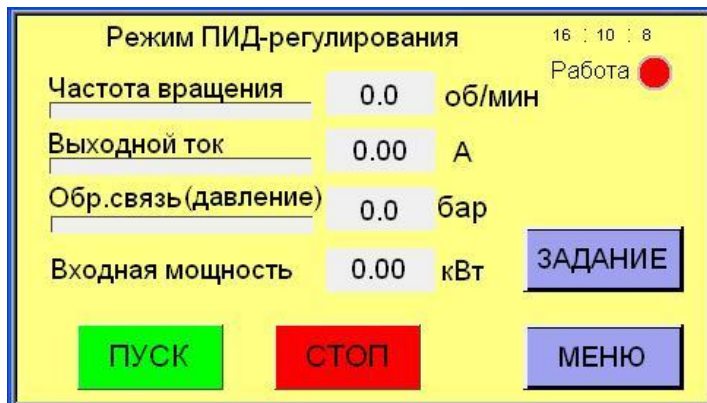 Режим ПИД-регулирования 16 : 10 : 8
Работа
Частота вращения 0.0 об/мин
Выходной ток 0.00 А
Обр.связь(давление) 0.0 бар
Входная мощность 0.00 кВт
ЗАДАНИЕ
ПУСК СТОП МЕНЮ